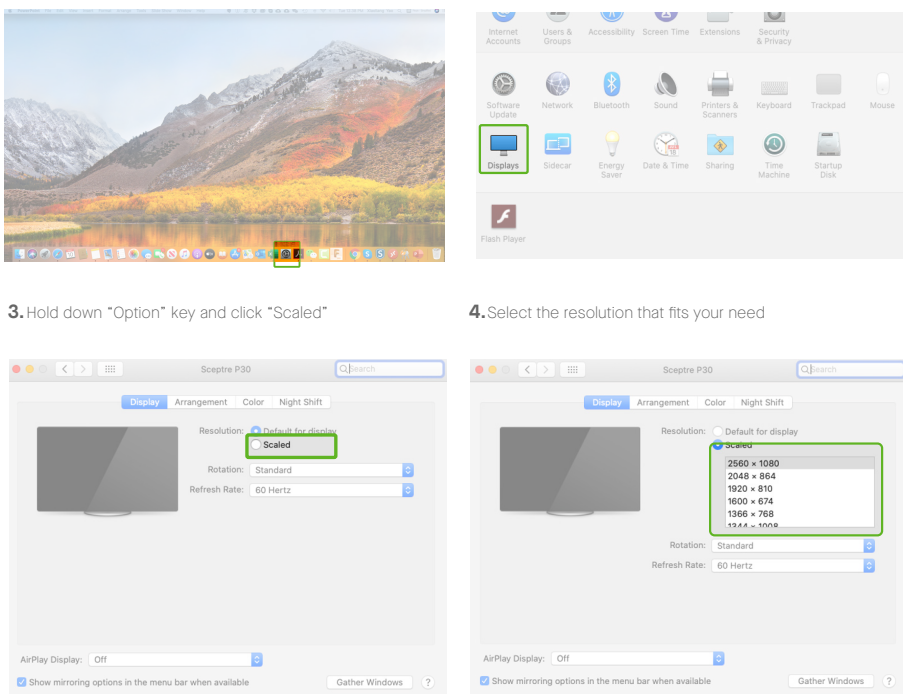 Internet Users & Accessibility Screen Time Extensions Security
Accounts Groups & Privacy
Software Network Bluetooth Sound Printers & Keyboard Trackpad Mouse
Update Scanners
Displays Sidecar Energy Date & Time Sharing Time Startup
Saver Machine Disk
Flash Player
3. Hold down “Option” key and click “Scaled”
4. Select the resolution that fits your need
Sceptre P30
Search
Display Arrangement Color Night Shift
Resolution: Default for display
Scaled
Rotation: Standard
Refresh Rate: 60 Hertz
AirPlay Display: Off
Show mirroring options in the menu bar when available
Gather Windows ?
Sceptre P30
Search
Display Arrangement Color Night Shift
Resolution: Default for display
Scaled
2560 × 1080
2048 × 864
1920 × 810
1600 × 674
1366 × 768
1344 × 1008
Rotation: Standard
Refresh Rate: 60 Hertz
AirPlay Display: Off
Show mirroring options in the menu bar when available
Gather Windows ?